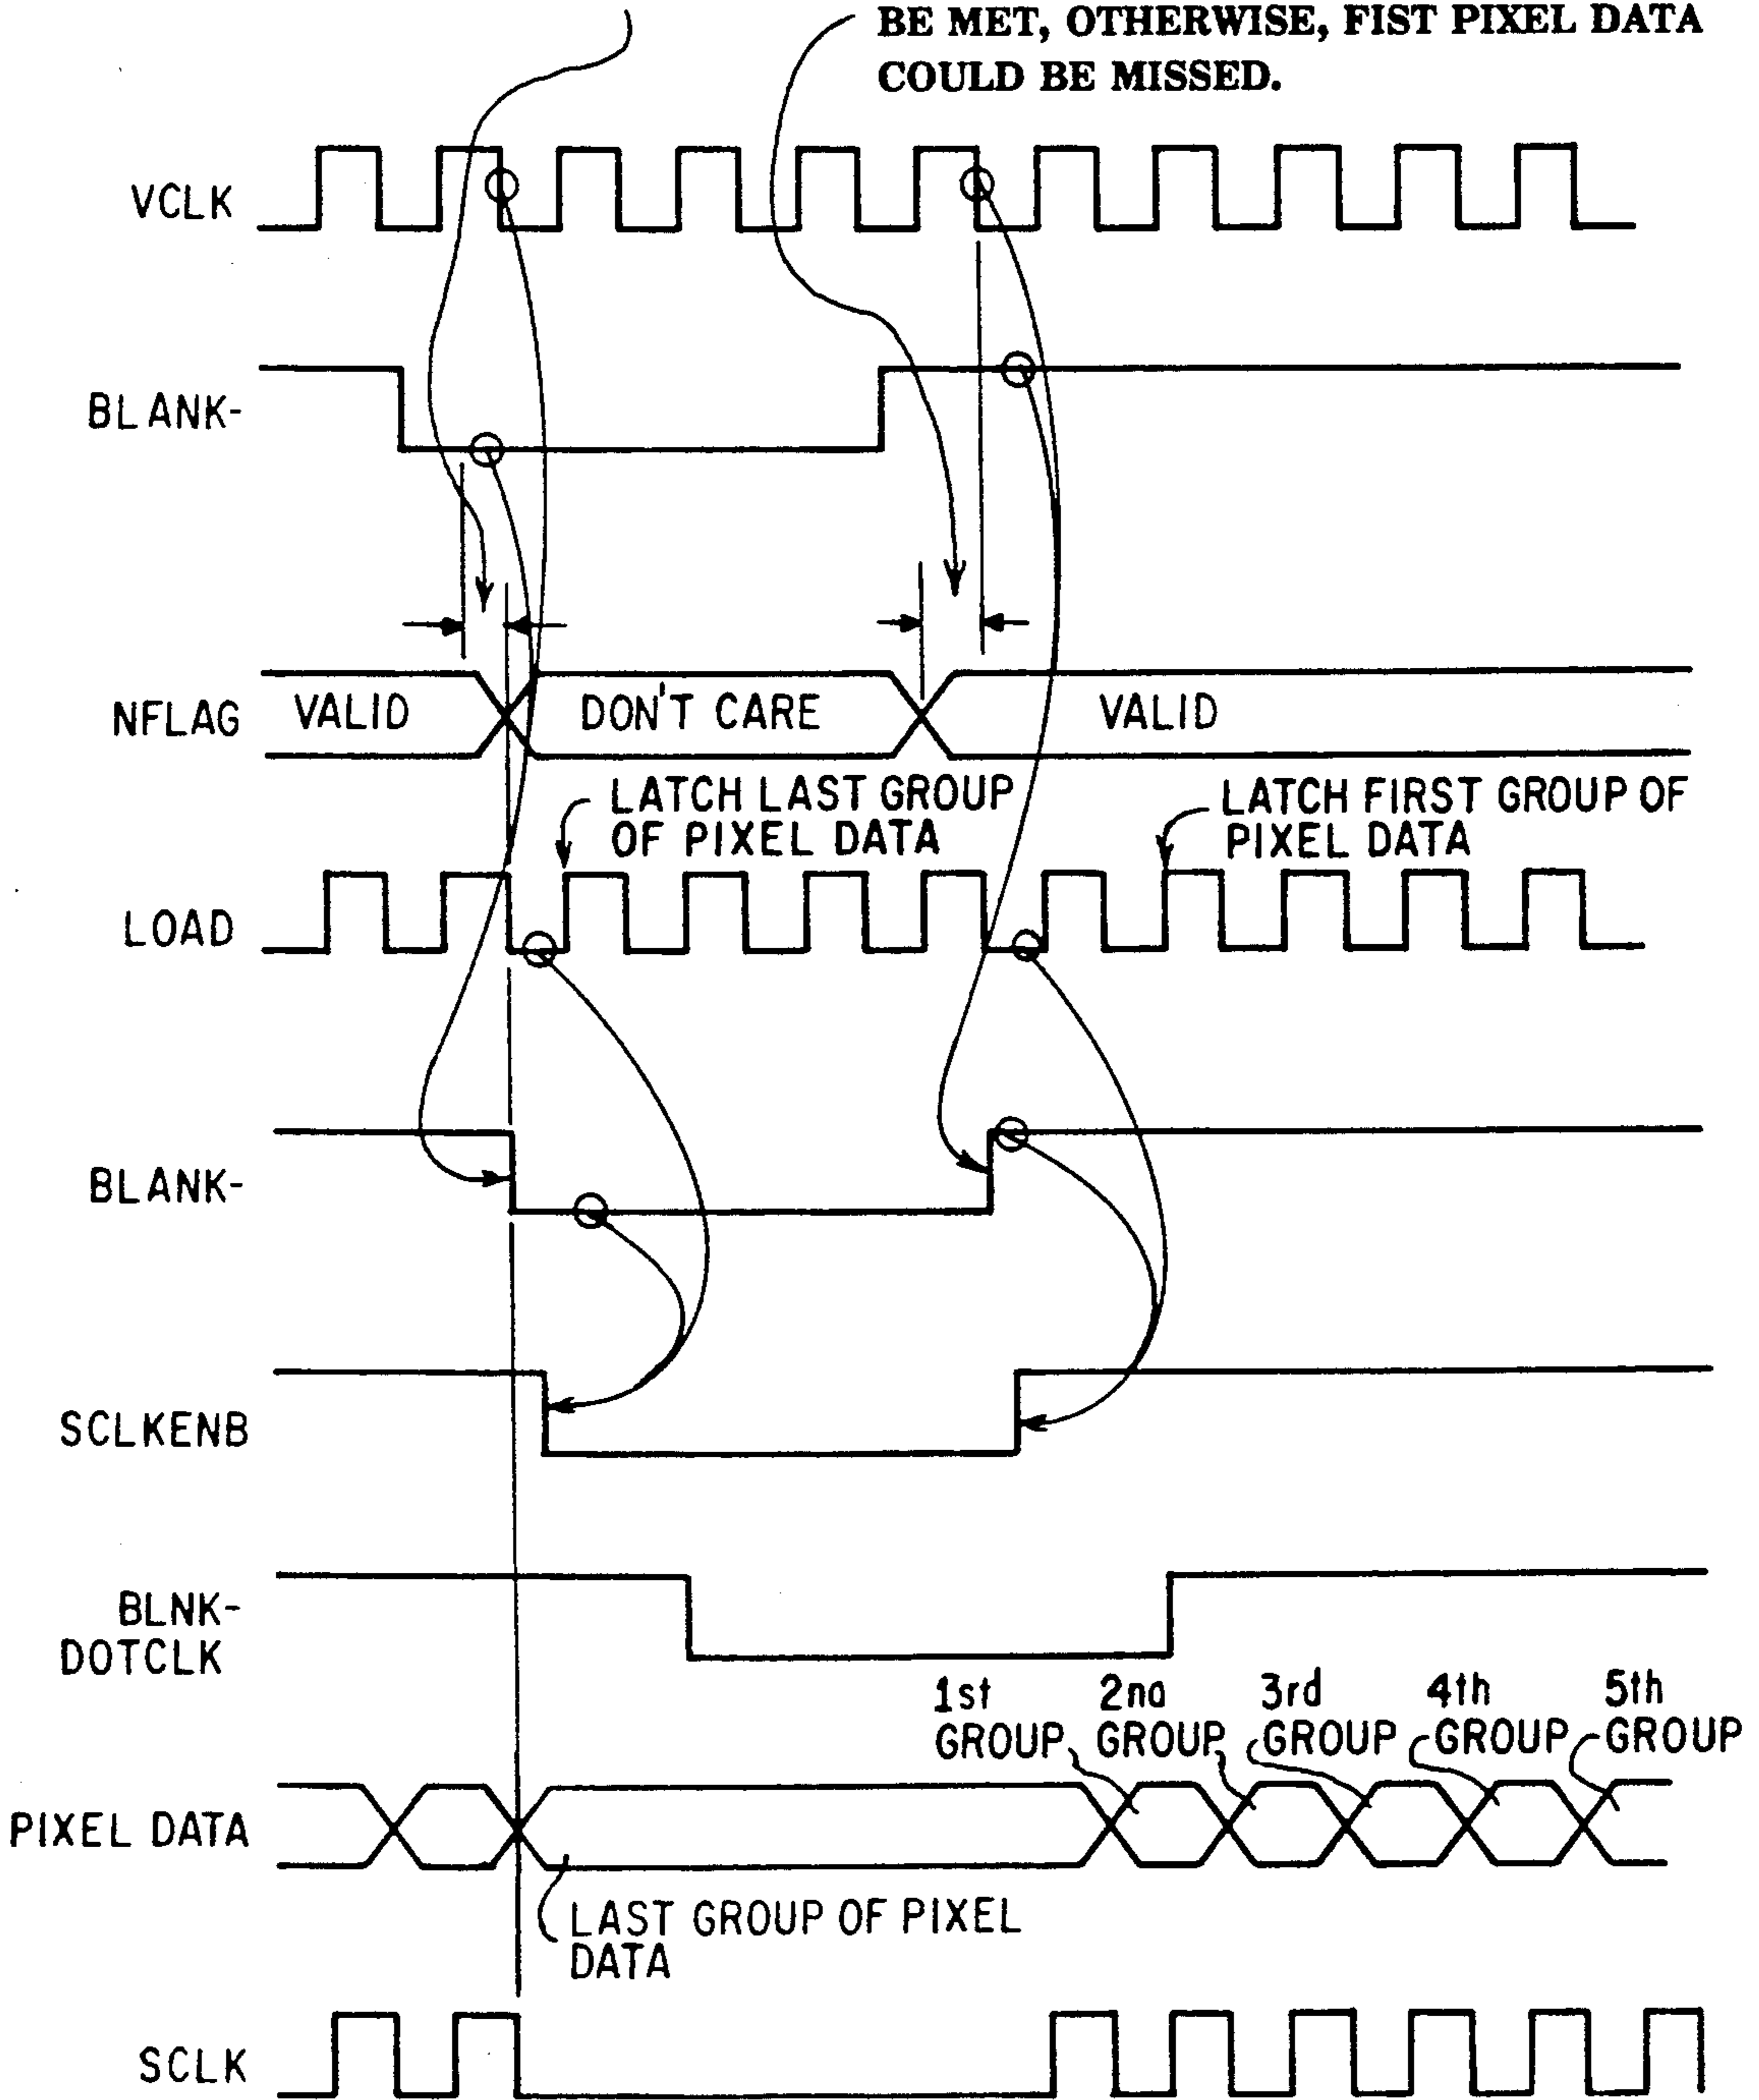 BE MET, OTHERWISE, FIST PIXEL DATA
COULD BE MISSED.
VCLK
BLANK-
NFLAG
VALID
DON'T CARE
VALID
LATCH LAST GROUP
OF PIXEL DATA
LATCH FIRST GROUP OF
PIXEL DATA
LOAD
BLANK-
SCLKENB
BLNK-
DOTCLK
1st
GROUP
2na
GROUP
3rd
GROUP
4th
GROUP
5th
GROUP
PIXEL DATA
LAST GROUP OF PIXEL
DATA
SCLK